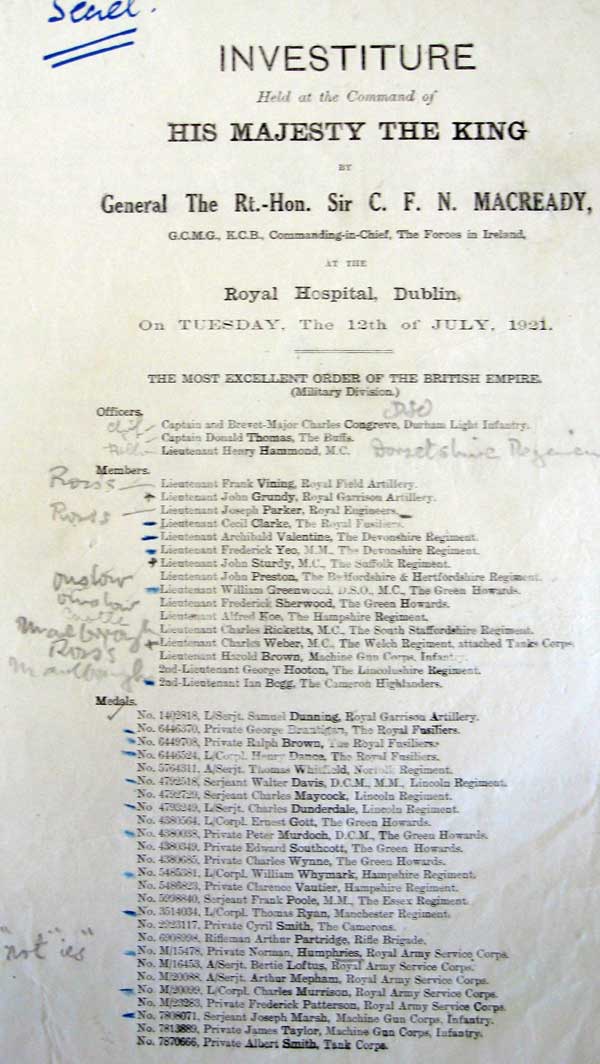 Secret.
INVESTITURE
Held at the Command of
HIS MAJESTY THE KING
BY
General The Rt.-Hon. Sir C. F. N. MACREADY,
G.C.M.G., K.C.B., Commanding-in-Chief, The Forces in Ireland,
AT THE
Royal Hospital, Dublin,
On TUESDAY, The 12th of JULY, 1921.
THE MOST EXCELLENT ORDER OF THE BRITISH EMPIRE.
(Military Division.)
DSO
Officers.
Captain and Brevet-Major Charles Congreve, Durham Light Infantry.
Captain Donald Thomas, The Buffs.
Lieutenant Henry Hammond, M.C. Dorsetshire Regimen
Members.
Ross Lieutenant Frank Vining, Royal Field Artillery.
Lieutenant John Grundy, Royal Garrison Artillery.
Ross Lieutenant Joseph Parker, Royal Engineers.
Lieutenant Cecil Clarke, The Royal Fusiliers.
Lieutenant Archibald Valentine, The Devonshire Regiment.
Lieutenant Frederick Yeo, M.M., The Devonshire Regiment.
Lieutenant John Sturdy, M.C., The Suffolk Regiment.
Lieutenant John Preston, The Bedfordshire & Hertfordshire Regiment.
onslow Lieutenant William Greenwood, D.S.O., M.C., The Green Howards.
onslow Lieutenant Frederick Sherwood, The Green Howards.
Lieutenant Alfred Koe, The Hampshire Regiment.
Marlborough Lieutenant Charles Ricketts, M.C., The South Staffordshire Regiment.
Lieutenant Charles Weber, M.C., The Welch Regiment, attached Tanks Corps.
Ross Lieutenant Harold Brown, Machine Gun Corps, Infantry.
Marlborough 2nd-Lieutenant George Hooton, The Lincolnshire Regiment.
2nd-Lieutenant Ian Begg, The Cameron Highlanders.
Medals.
No. 1402818, L/Serjt. Samuel Dunning, Royal Garrison Artillery.
No. 6446370, Private George Brantigan, The Royal Fusiliers.
No. 6449708, Private Ralph Brown, The Royal Fusiliers.
No. 6446524, L/Corpl. Henry Dance, The Royal Fusiliers.
No. 5764311, A/Serjt. Thomas Whitfield, Norfolk Regiment.
No. 4792518, Serjeant Walter Davis, D.C.M., M.M., Lincoln Regiment.
No. 4792729, Serjeant Charles Maycock, Lincoln Regiment.
No. 4793249, L/Serjt. Charles Dunderdale, Lincoln Regiment.
No. 4380564, L/Corpl. Ernest Gott, The Green Howards.
No. 4380038, Private Peter Murdoch, D.C.M., The Green Howards.
No. 4380349, Private Edward Southcott, The Green Howards.
No. 4380685, Private Charles Wynne, The Green Howards.
No. 5485381, L/Corpl. William Whymark, Hampshire Regiment.
No. 5486823, Private Clarence Vautier, Hampshire Regiment.
No. 5998840, Serjeant Frank Poole, M.M., The Essex Regiment.
No. 3514034, L/Corpl. Thomas Ryan, Manchester Regiment.
No. 2923117, Private Cyril Smith, The Camerons.
No. 6908998, Rifleman Arthur Partridge, Rifle Brigade.
"not" "ies" No. M/15478, Private Norman, Humphries, Royal Army Service Corps.
No. M/16453, A/Serjt. Bertie Loftus, Royal Army Service Corps.
No. M/20088, A/Serjt. Arthur Mepham, Royal Army Service Corps.
No. M/20099, L/Corpl. Charles Murrison, Royal Army Service Corps.
No. M/23283, Private Frederick Patterson, Royal Army Service Corps.
No. 7808071, Serjeant Joseph Marsh, Machine Gun Corps, Infantry.
No. 7813889, Private James Taylor, Machine Gun Corps, Infantry.
No. 7870666, Private Albert Smith, Tank Corps.